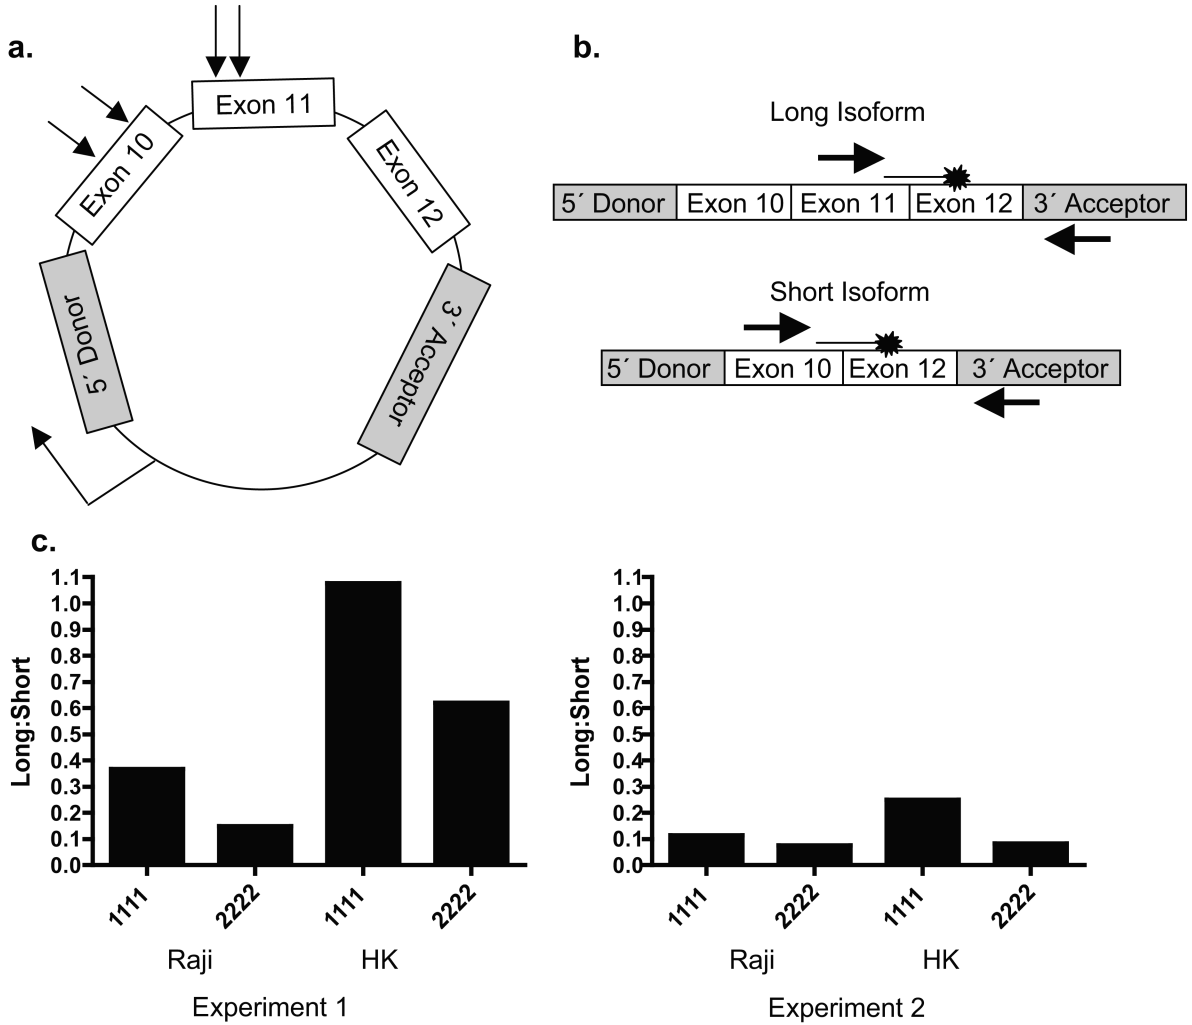 a.
Exon 11
Exon 10
Exon 12
5´ Donor
3´ Acceptor
b.
Long Isoform
5´ Donor Exon 10 Exon 11 Exon 12 3´ Acceptor
Short Isoform
5´ Donor Exon 10 Exon 12 3´ Acceptor
c.
Long:Short
1.1
1.0
0.9
0.8
0.7
0.6
0.5
0.4
0.3
0.2
0.1
0.0
1111 2222 1111 2222
Raji HK
Experiment 1
Long:Short
1.1
1.0
0.9
0.8
0.7
0.6
0.5
0.4
0.3
0.2
0.1
0.0
1111 2222 1111 2222
Raji HK
Experiment 2